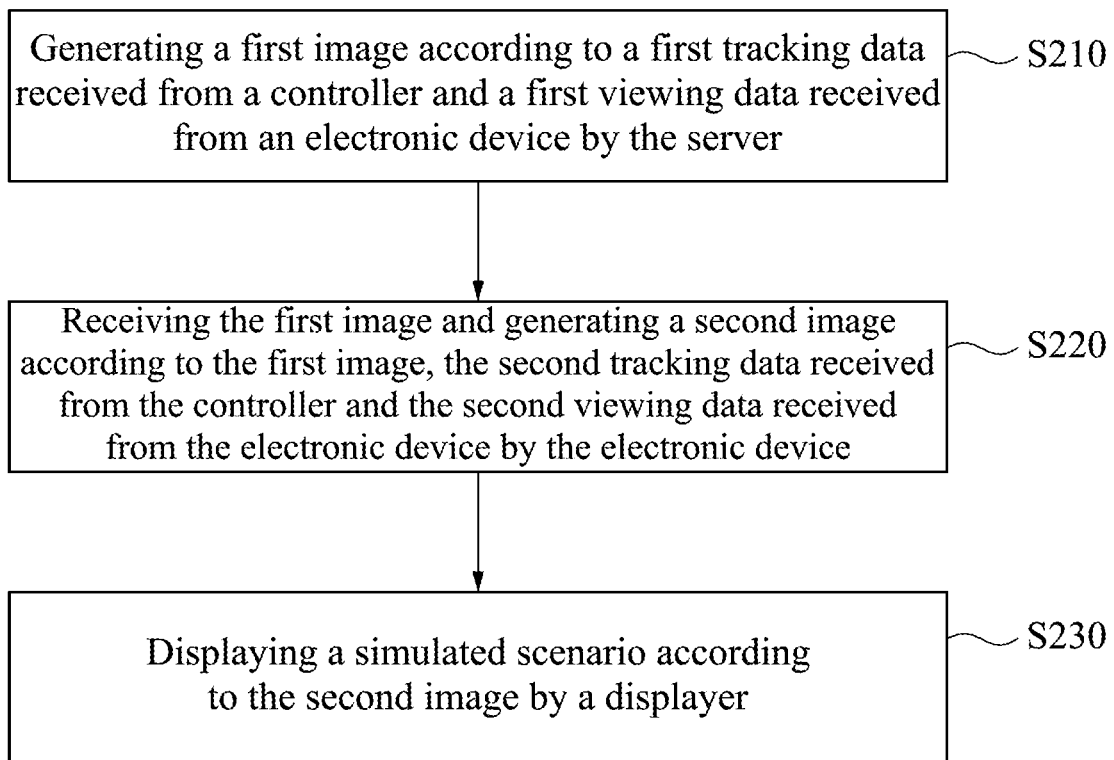 Generating a first image according to a first tracking data
received from a controller and a first viewing data received
from an electronic device by the server
S210
Receiving the first image and generating a second image
according to the first image, the second tracking data received
from the controller and the second viewing data received
from the electronic device by the electronic device
S220
Displaying a simulated scenario according
to the second image by a displayer
S230